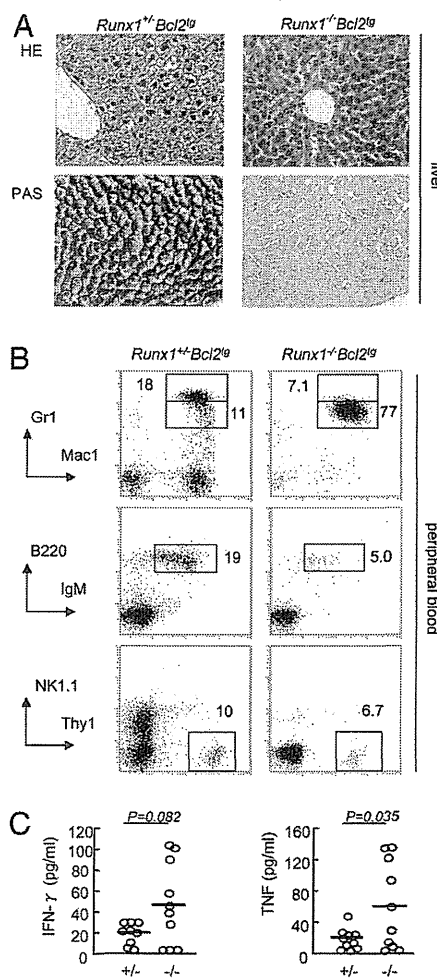 A
Runx1+/-Bcl2tg
Runx1-/-Bcl2tg
HE
PAS
liver
B
Runx1+/-Bcl2tg
Runx1-/-Bcl2tg
Gr1
Mac1
18
11
7.1
77
B220
IgM
19
5.0
NK1.1
Thy1
10
6.7
peripheral blood
C
P=0.082
IFN-γ (pg/ml)
120
100
80
60
40
20
0
+/-
-/-
P=0.035
TNF (pg/ml)
160
120
80
40
0
+/-
-/-